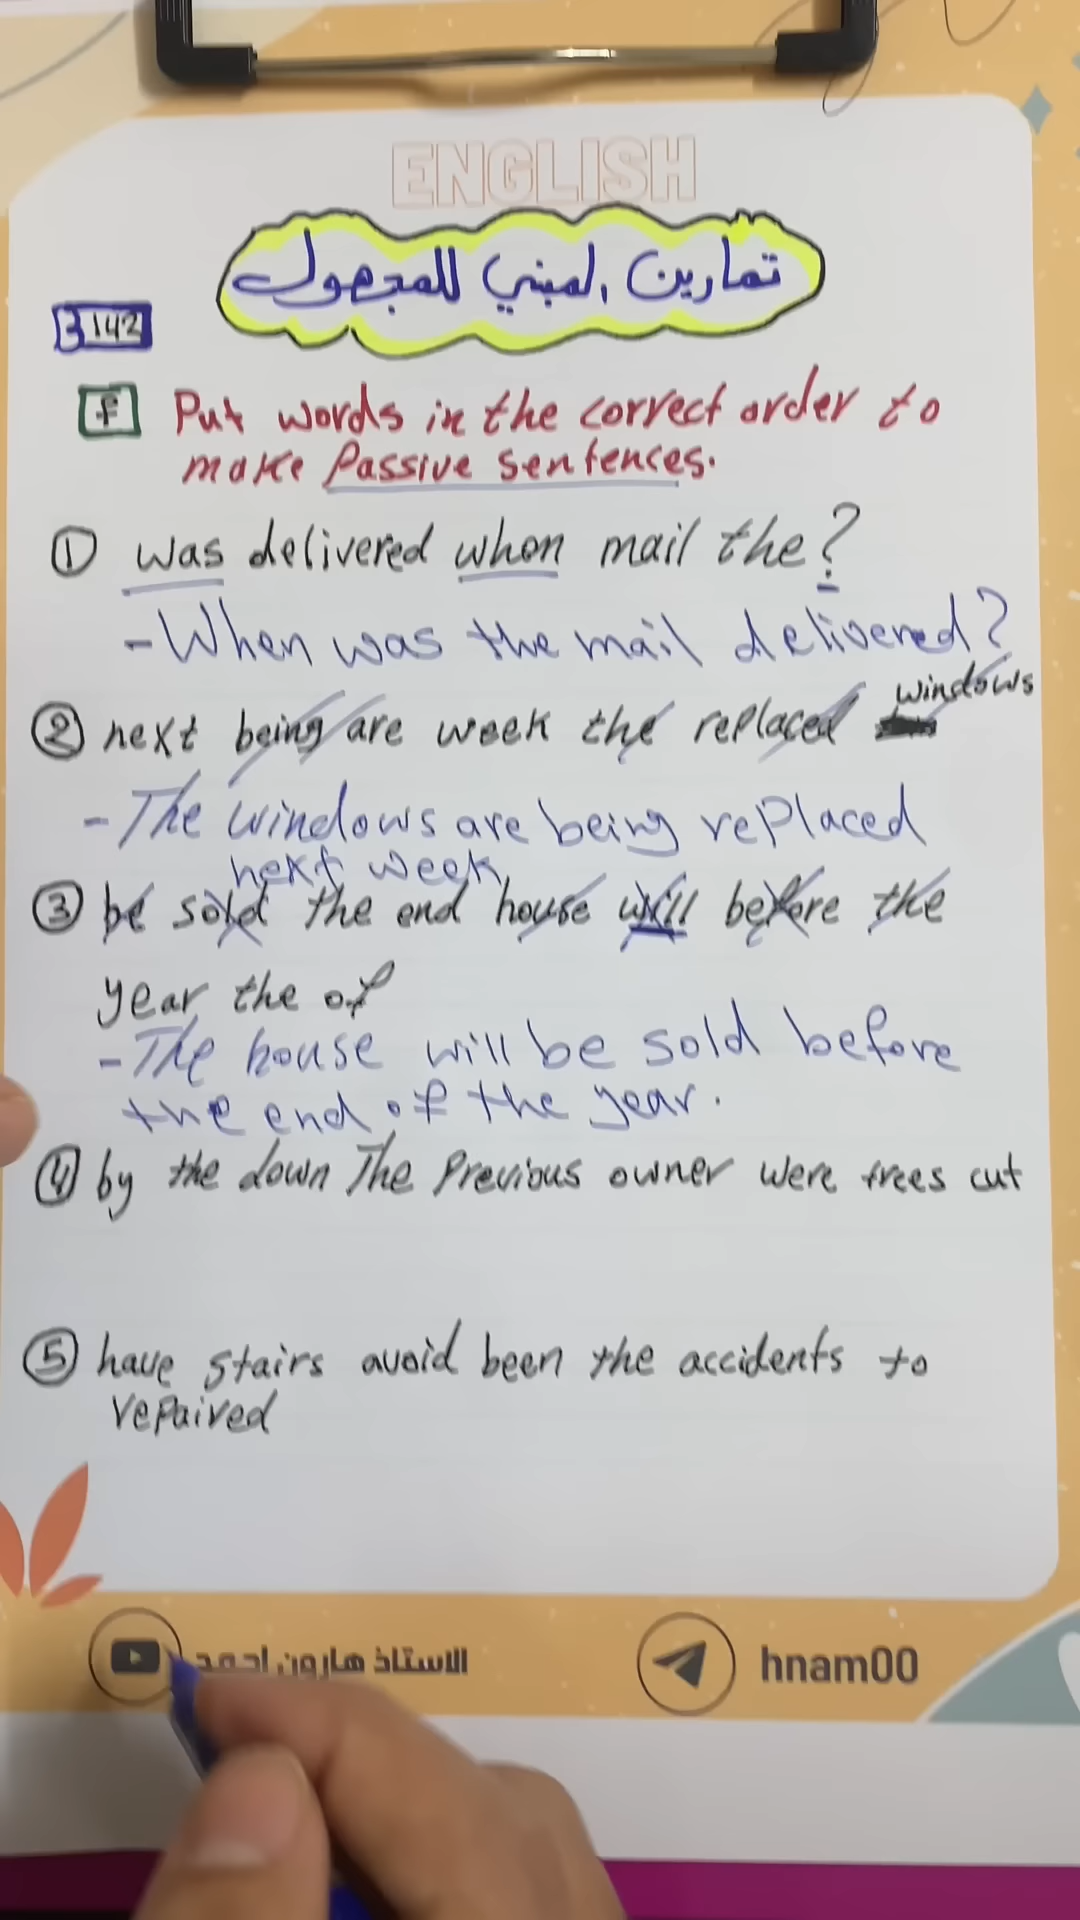 ENGLISH
تمارين المبني للمجهول
142
f Put words in the correct order to
make Passive sentences.
① was delivered when mail the?
- When was the mail delivered?
windows
② next being are week the replaced
- The windows are being replaced
next week
③ be sold the end house will before the
year the of
- The house will be sold before
the end of the year.
④ by the down The Previous owner were trees cut
⑤ have stairs avoid been the accidents to
repaired
الاستاذ هارون احمد
hnam00